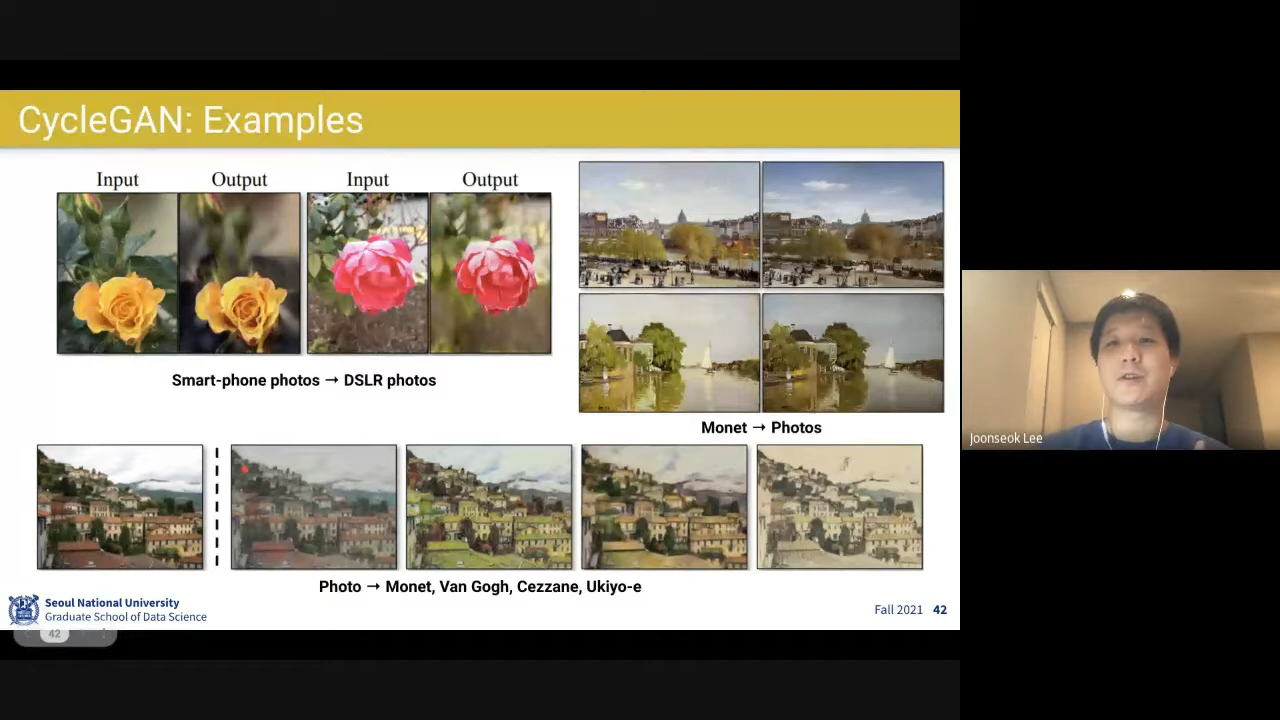 CycleGAN: Examples
Input Output Input Output
Smart-phone photos → DSLR photos
Monet → Photos
Photo → Monet, Van Gogh, Cezzane, Ukiyo-e
Seoul National University
Graduate School of Data Science
Fall 2021 42
42
Joonseok Lee